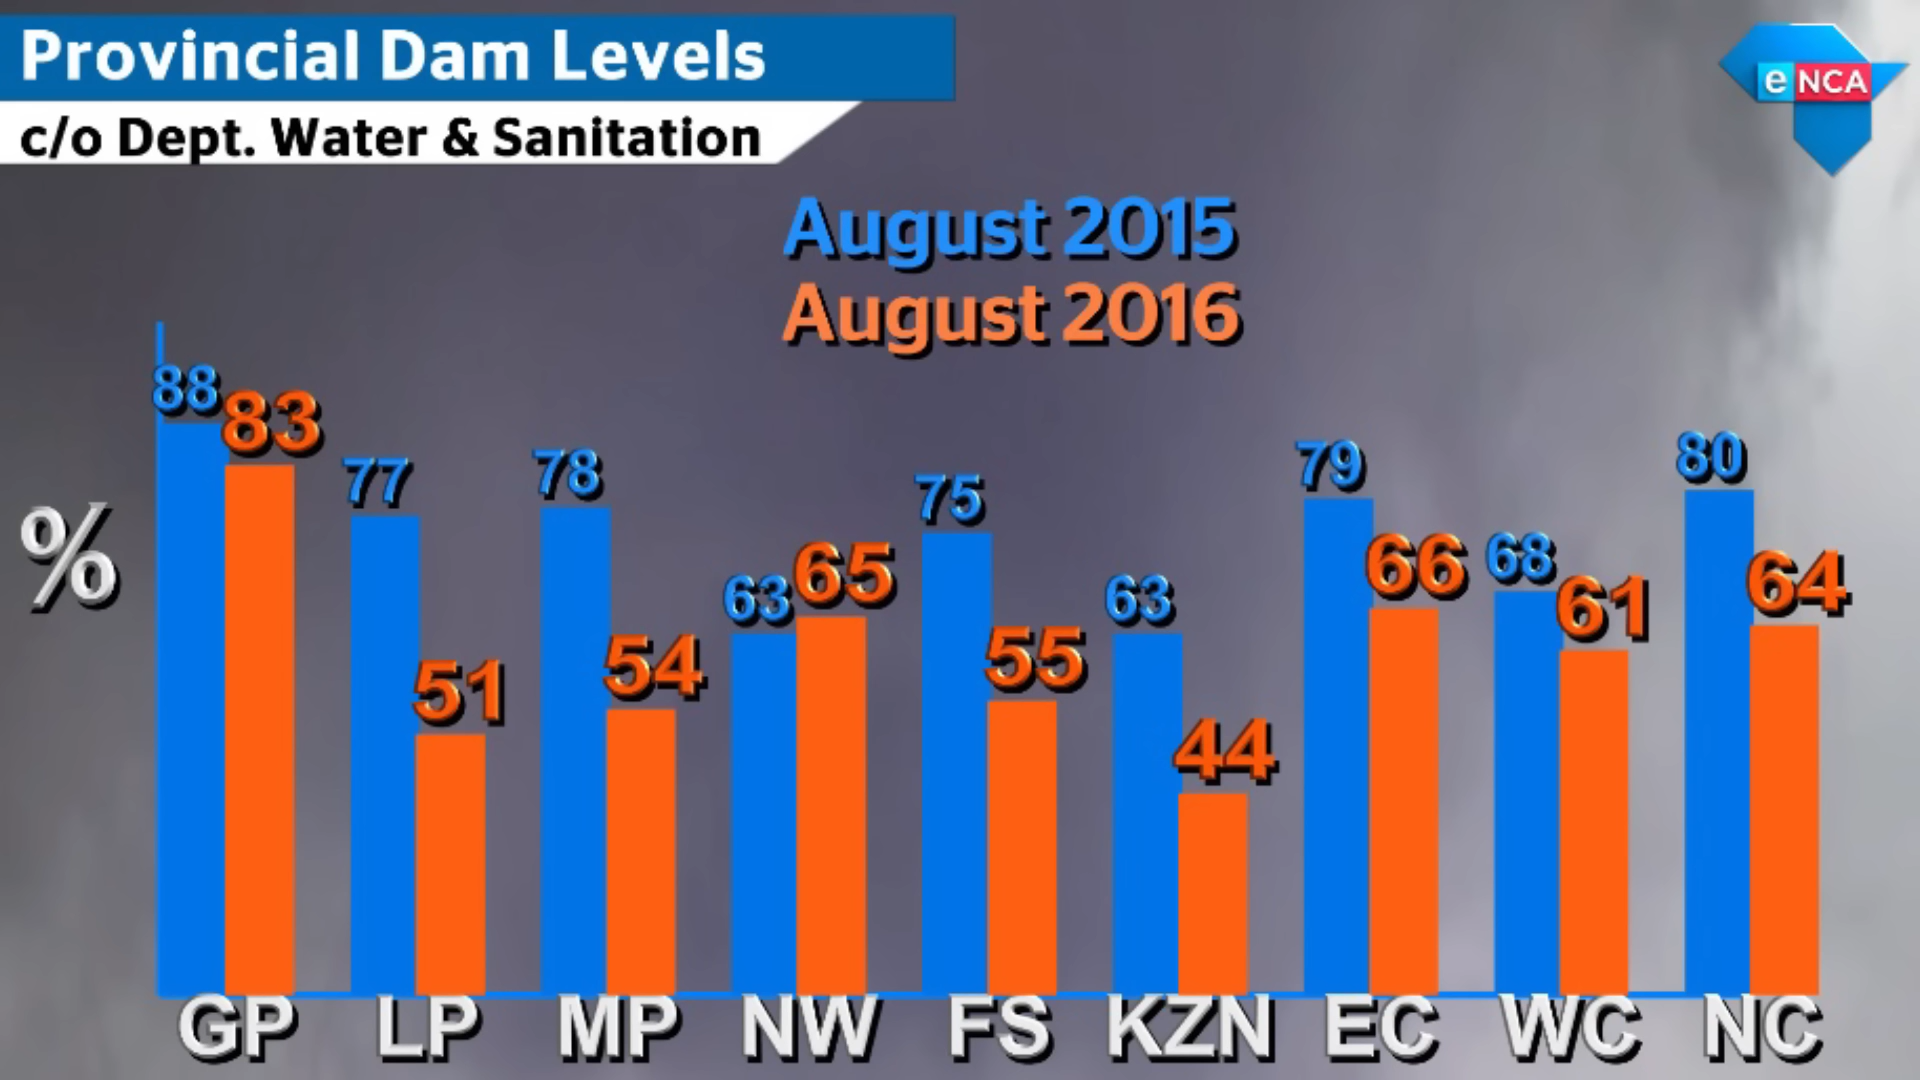 Provincial Dam Levels
c/o Dept. Water & Sanitation
eNCA
August 2015
August 2016
%
88 83 77 51 78 54 63 65 75 55 63 44 79 66 68 61 80 64
GP LP MP NW FS KZN EC WC NC